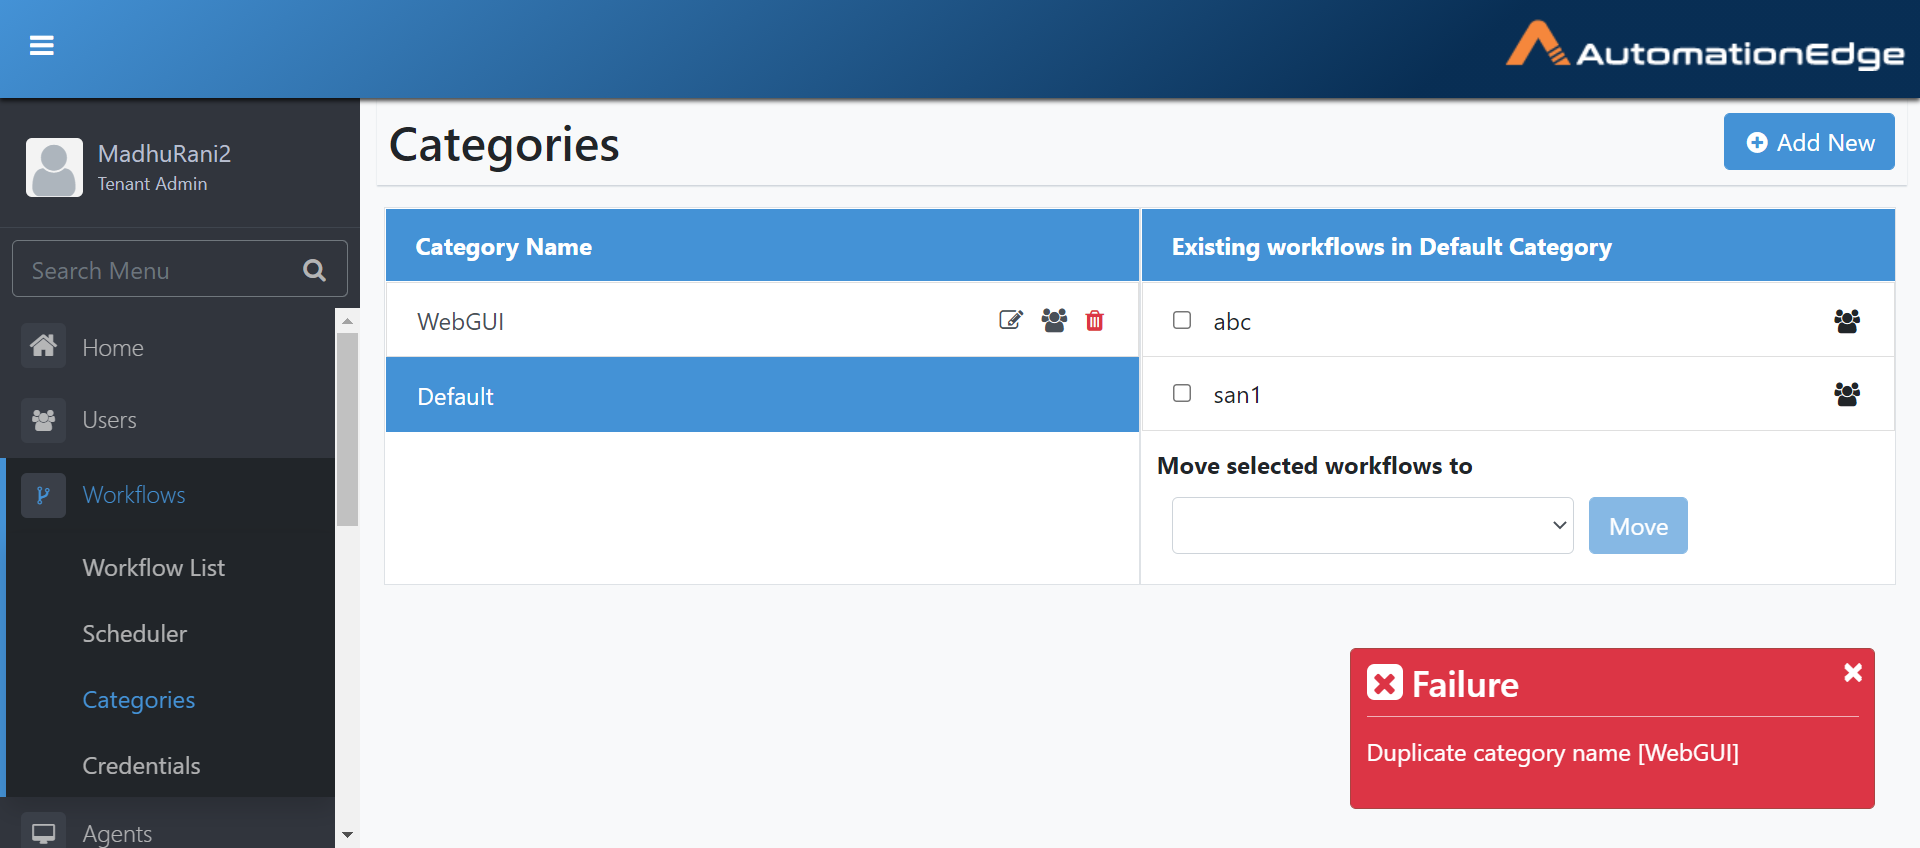 AutomationEdge
MadhuRani2
Tenant Admin
Search Menu
Home
Users
Workflows
Workflow List
Scheduler
Categories
Credentials
Agents
Categories
Add New
Category Name
WebGUI
Default
Existing workflows in Default Category
abc
san1
Move selected workflows to
Move
Failure
Duplicate category name [WebGUI]